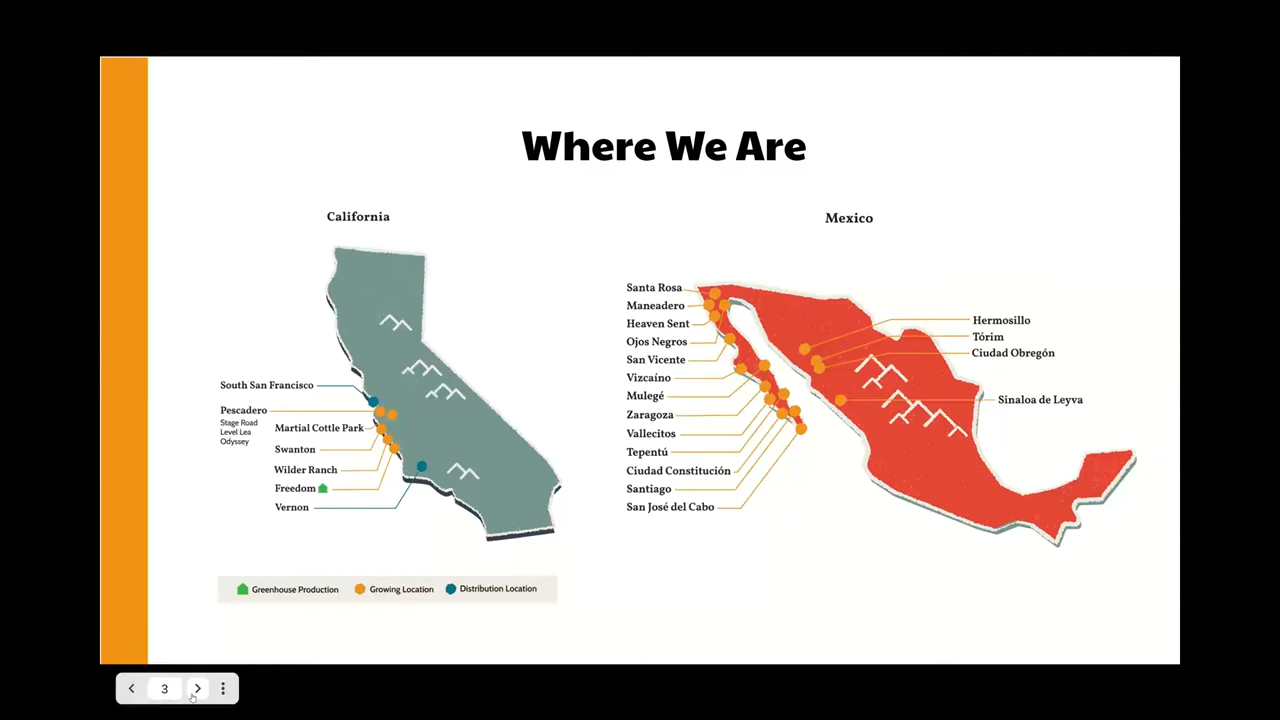 Where We Are
California
Mexico
South San Francisco
Pescadero
Stage Road
Level Lea
Odyssey
Martial Cottle Park
Swanton
Wilder Ranch
Freedom
Vernon
Greenhouse Production
Growing Location
Distribution Location
Santa Rosa
Maneadero
Heaven Sent
Ojos Negros
San Vicente
Vizcaíno
Mulegé
Zaragoza
Vallecitos
Tepentú
Ciudad Constitución
Santiago
San José del Cabo
Hermosillo
Tórim
Ciudad Obregón
Sinaloa de Leyva
3